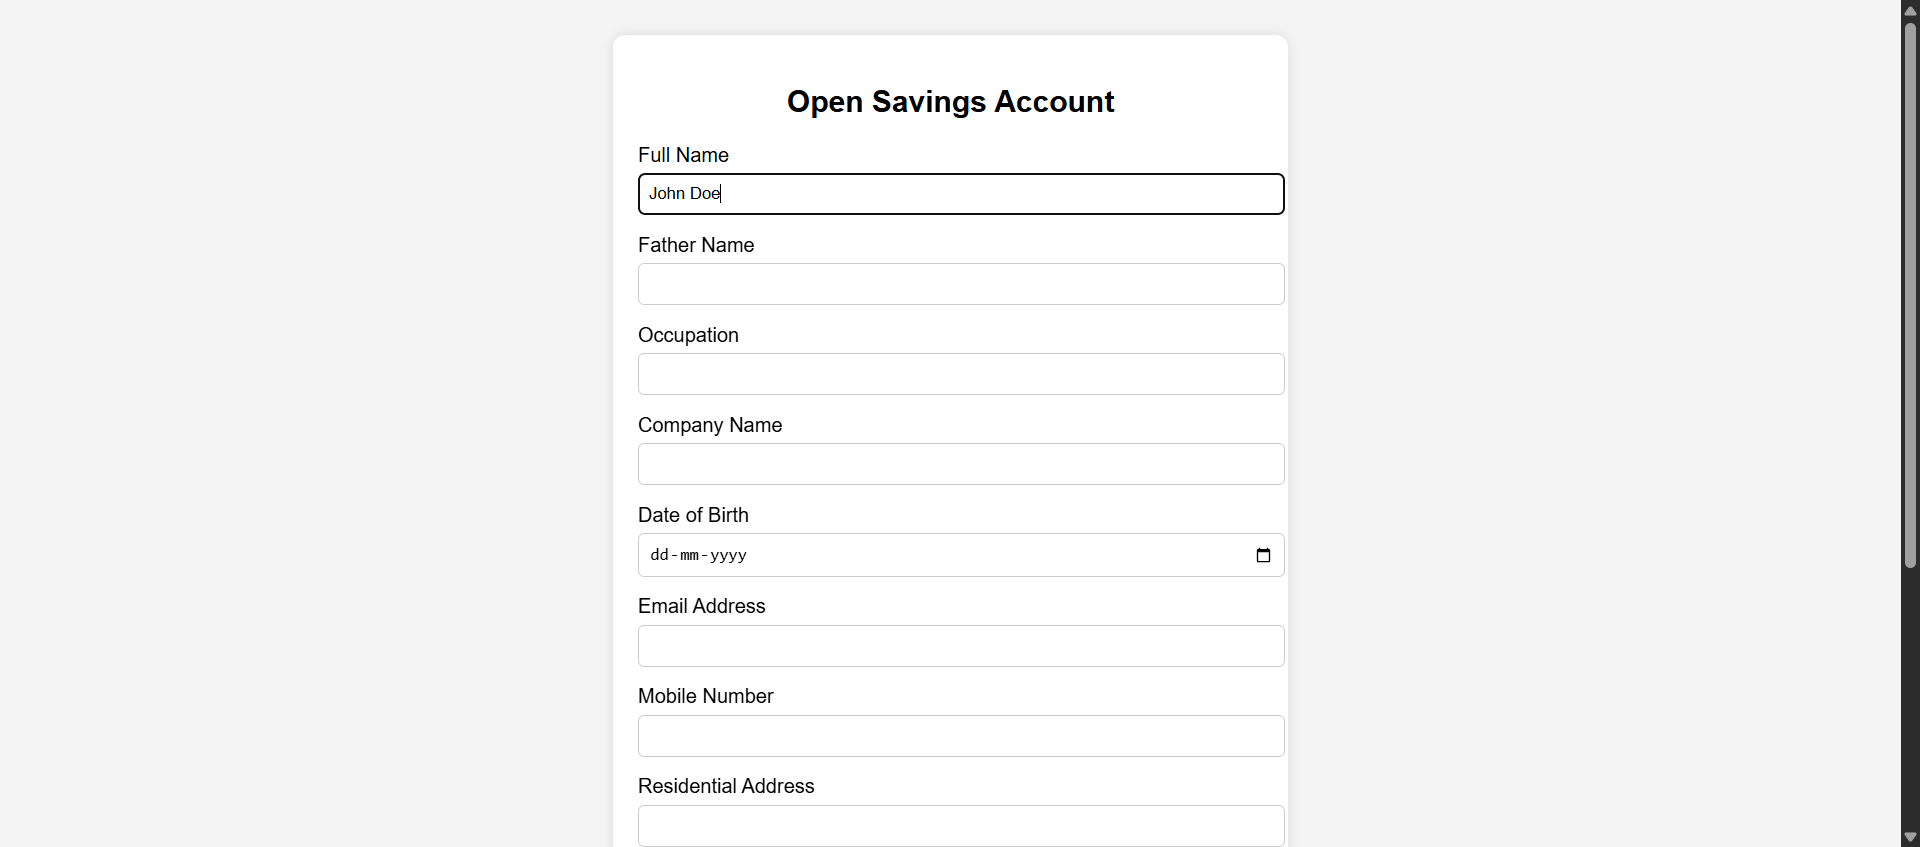 Open Savings Account
Full Name
John Doe
Father Name
Occupation
Company Name
Date of Birth
dd-mm-yyyy
Email Address
Mobile Number
Residential Address